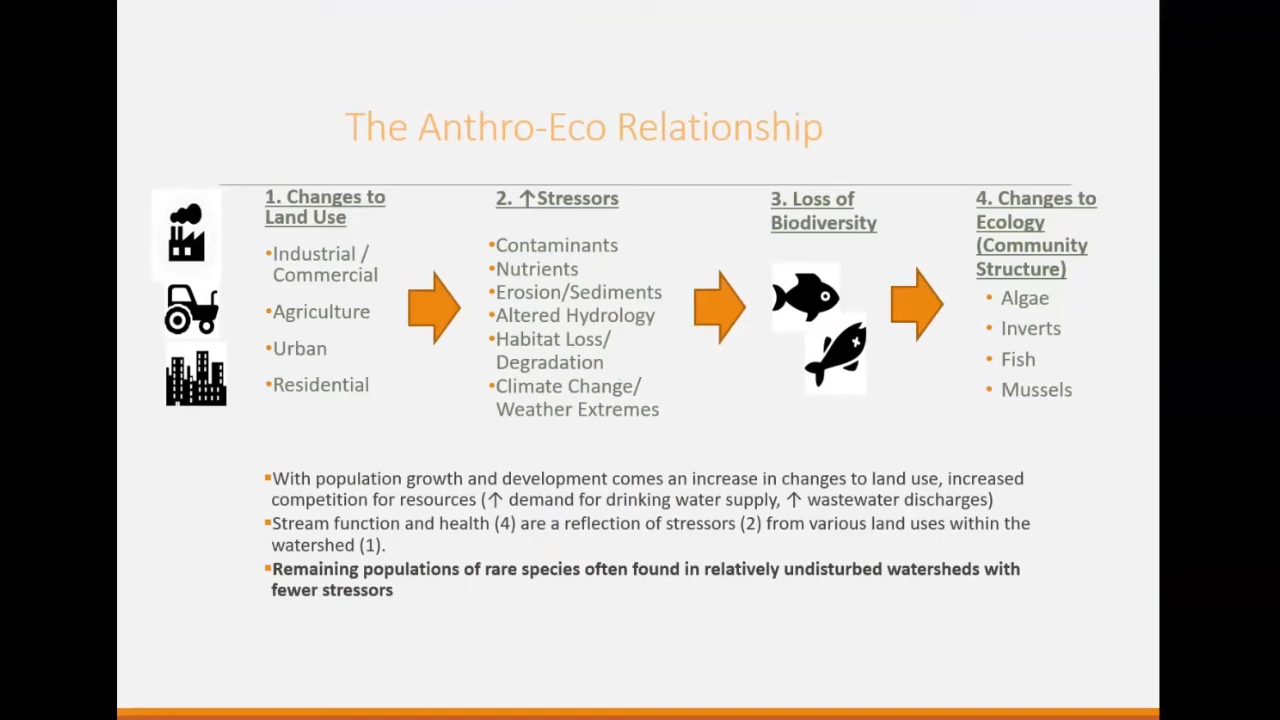 The Anthro-Eco Relationship
1. Changes to
Land Use
•Industrial /
Commercial
•Agriculture
•Urban
•Residential
2. ↑Stressors
•Contaminants
•Nutrients
•Erosion/Sediments
•Altered Hydrology
•Habitat Loss/
Degradation
•Climate Change/
Weather Extremes
3. Loss of
Biodiversity
4. Changes to
Ecology
(Community
Structure)
• Algae
• Inverts
• Fish
• Mussels
▪With population growth and development comes an increase in changes to land use, increased
competition for resources (↑ demand for drinking water supply, ↑ wastewater discharges)
▪Stream function and health (4) are a reflection of stressors (2) from various land uses within the
watershed (1).
▪Remaining populations of rare species often found in relatively undisturbed watersheds with
fewer stressors